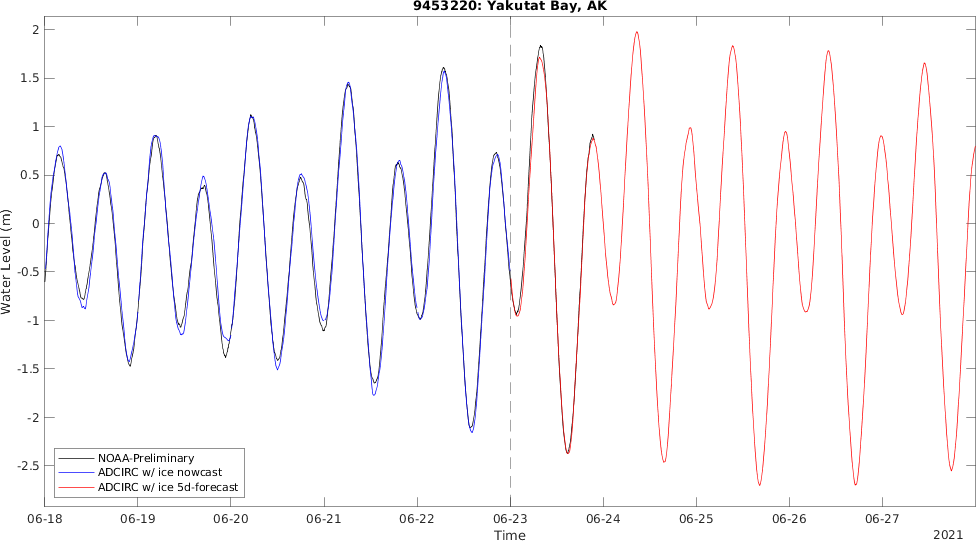 9453220: Yakutat Bay, AK
Water Level (m)
2
1.5
1
0.5
0
-0.5
-1
-1.5
-2
-2.5
NOAA-Preliminary
ADCIRC w/ ice nowcast
ADCIRC w/ ice 5d-forecast
06-18 06-19 06-20 06-21 06-22 06-23 06-24 06-25 06-26 06-27
Time
2021